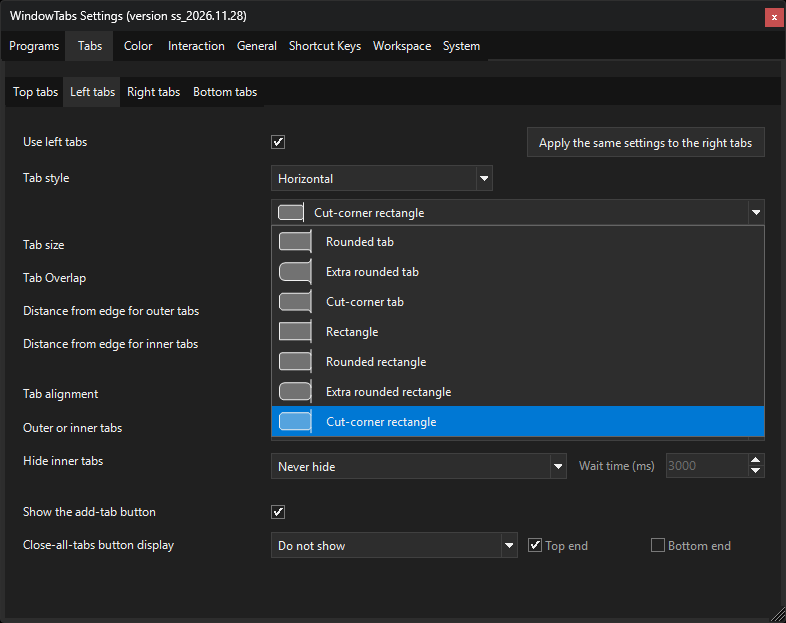 WindowTabs Settings (version ss_2026.11.28)
x
Programs Tabs Color Interaction General Shortcut Keys Workspace System
Top tabs Left tabs Right tabs Bottom tabs
Use left tabs
Apply the same settings to the right tabs
Tab style
Horizontal
Cut-corner rectangle
Rounded tab
Tab size
Extra rounded tab
Tab Overlap
Cut-corner tab
Distance from edge for outer tabs
Rectangle
Distance from edge for inner tabs
Rounded rectangle
Extra rounded rectangle
Tab alignment
Cut-corner rectangle
Outer or inner tabs
Hide inner tabs
Never hide
Wait time (ms)
3000
Show the add-tab button
Close-all-tabs button display
Do not show
Top end
Bottom end